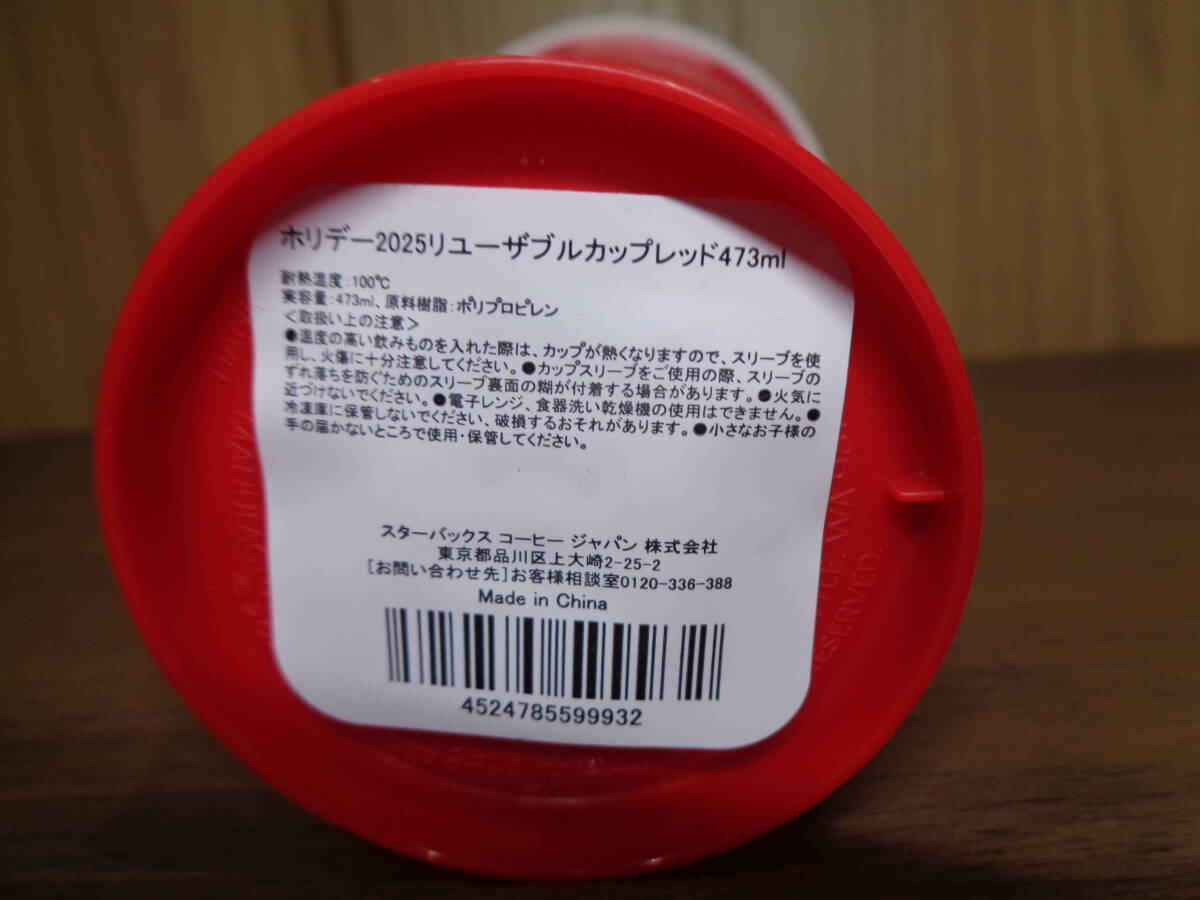 ホリデー2025リユーザブルカップレッド473ml
耐熱温度:100℃
実容量:473ml、原料樹脂:ポリプロピレン
<取扱い上の注意>
●温度の高い飲みものを入れた際は、カップが熱くなりますので、スリーブを使
用し、火傷に十分注意してください。●カップスリーブをご使用の際、スリーブの
ずれ落ちを防ぐためのスリーブ裏面の糊が付着する場合があります。●火気に
近づけないでください。●電子レンジ、食器洗い乾燥機の使用はできません。●
冷凍庫に保管しないでください、破損するおそれがあります。●小さなお子様の
手の届かないところで使用・保管してください。
スターバックス コーヒー ジャパン 株式会社
東京都品川区上大崎2-25-2
[お問い合わせ先]お客様相談室0120-336-388
Made in China
4524785599932
WA
RESERVED.